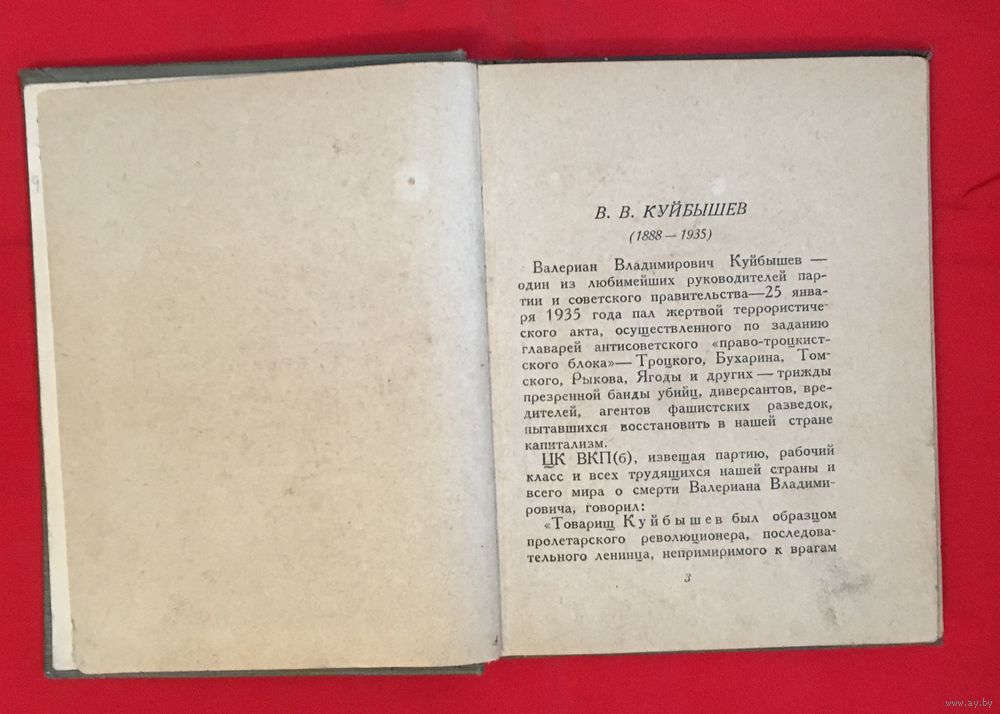 В. В. КУЙБЫШЕВ
(1888 — 1935)
Валериан Владимирович Куйбышев —
один из любимейших руководителей пар-
тии и советского правительства—25 янва-
ря 1935 года пал жертвой террористиче-
ского акта, осуществленного по заданию
главарей антисоветского «право-троцкист-
ского блока»— Троцкого, Бухарина, Том-
ского, Рыкова, Ягоды и других — трижды
презренной банды убийц, диверсантов, вре-
дителей, агентов фашистских разведок,
пытавшихся восстановить в нашей стране
капитализм.
ЦК ВКП(б), извещая партию, рабочий
класс и всех трудящихся нашей страны и
всего мира о смерти Валериана Владими-
ровича, говорил:
«Товарищ Куйбышев был образцом
пролетарского революционера, последова-
тельного ленинца, непримиримого к врагам
3
www.ay.by